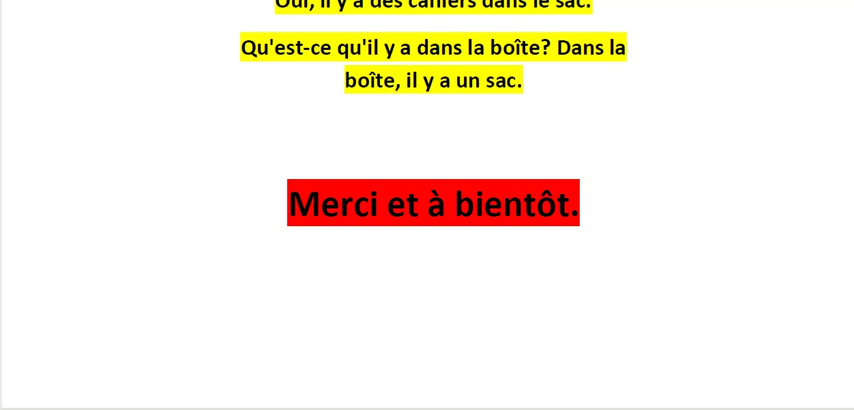 Oui, il y a des cahiers dans le sac.
Qu'est-ce qu'il y a dans la boîte? Dans la
boîte, il y a un sac.
Merci et à bientôt.